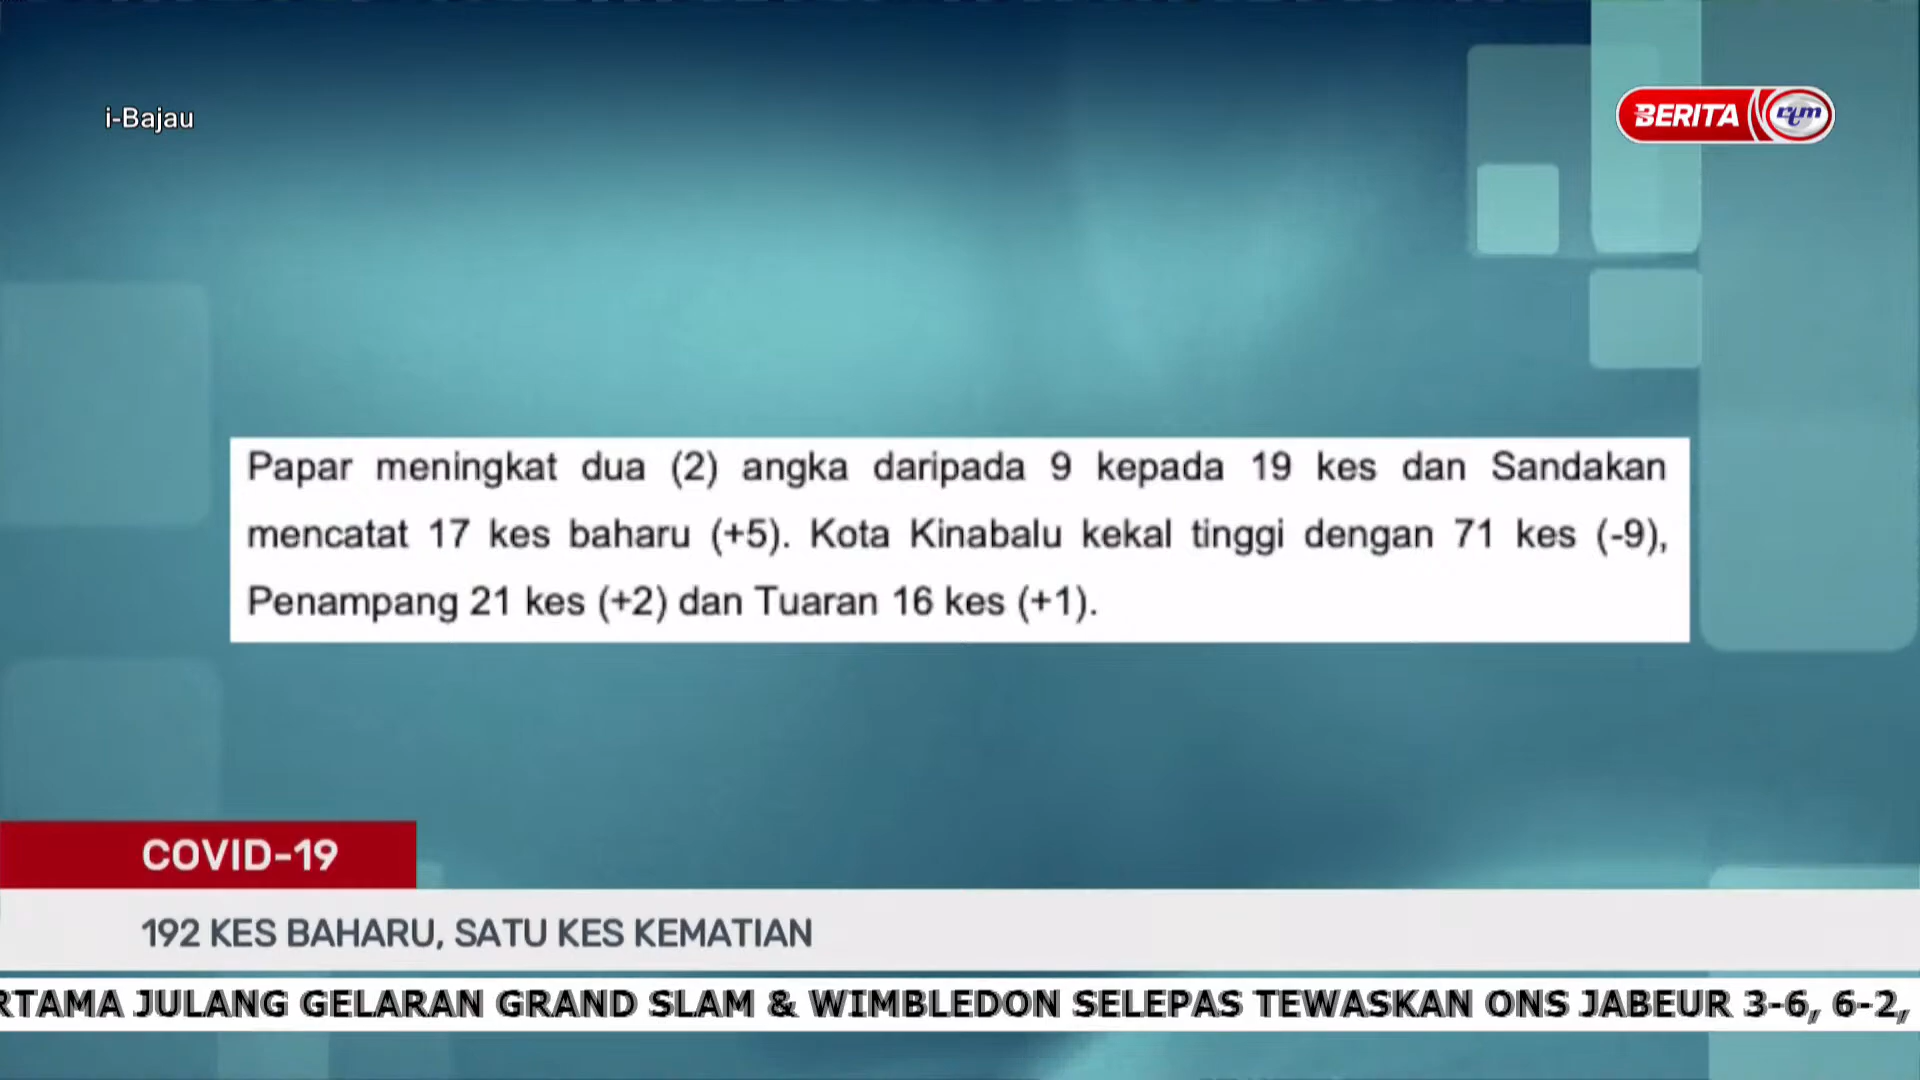 i-Bajau
BERITA rtm
Papar meningkat dua (2) angka daripada 9 kepada 19 kes dan Sandakan
mencatat 17 kes baharu (+5). Kota Kinabalu kekal tinggi dengan 71 kes (-9),
Penampang 21 kes (+2) dan Tuaran 16 kes (+1).
COVID-19
192 KES BAHARU, SATU KES KEMATIAN
RTAMA JULANG GELARAN GRAND SLAM & WIMBLEDON SELEPAS TEWASKAN ONS JABEUR 3-6, 6-2,